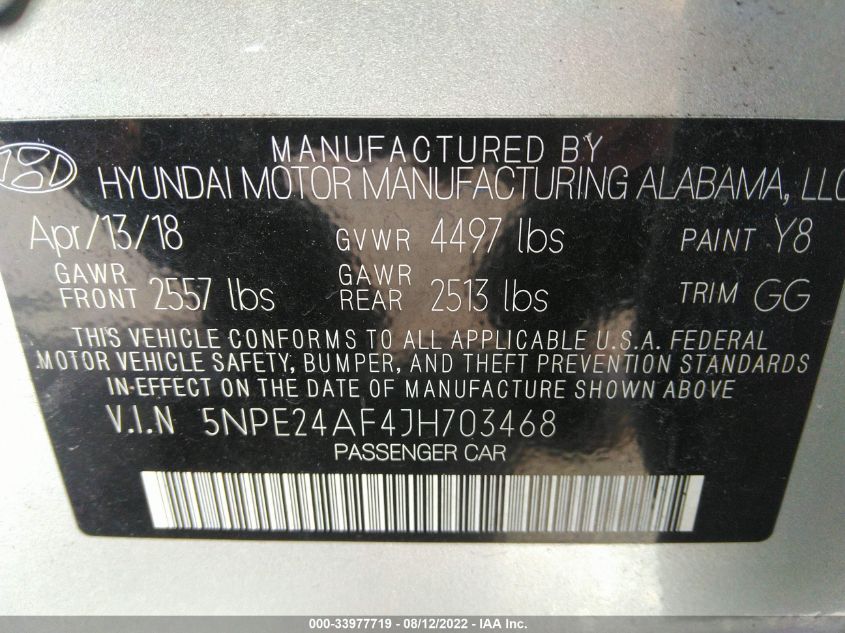 MANUFACTURED BY
HYUNDAI MOTOR MANUFACTURING ALABAMA, LLC
Apr/13/18 GVWR 4497 lbs PAINT Y8
GAWR FRONT 2557 lbs GAWR REAR 2513 lbs TRIM GG
THIS VEHICLE CONFORMS TO ALL APPLICABLE U.S.A. FEDERAL
MOTOR VEHICLE SAFETY, BUMPER, AND THEFT PREVENTION STANDARDS
IN-EFFECT ON THE DATE OF MANUFACTURE SHOWN ABOVE
V.I.N 5NPE24AF4JH703468
PASSENGER CAR
000-33977719 - 08/12/2022 - IAA Inc.